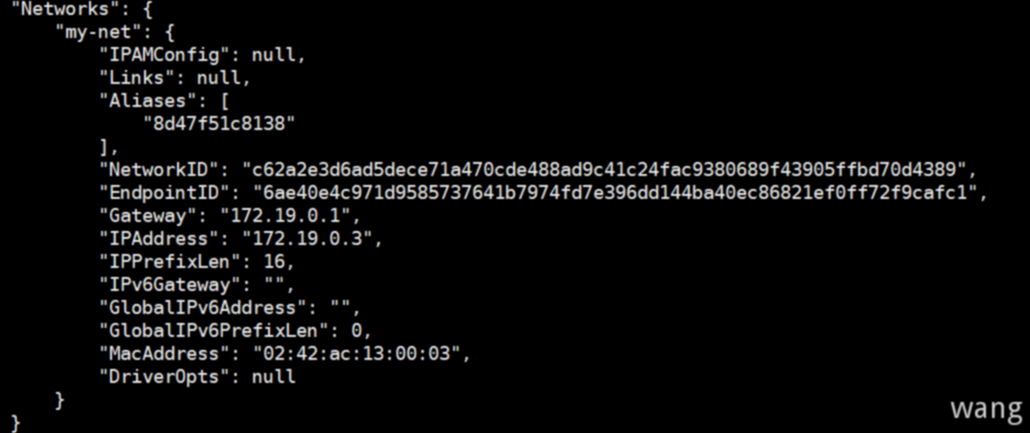 "Networks": {
    "my-net": {
        "IPAMConfig": null,
        "Links": null,
        "Aliases": [
            "8d47f51c8138"
        ],
        "NetworkID": "c62a2e3d6ad5dece71a470cde488ad9c41c24fac9380689f43905ffbd70d4389",
        "EndpointID": "6ae40e4c971d9585737641b7974fd7e396dd144ba40ec86821ef0ff72f9cafc1",
        "Gateway": "172.19.0.1",
        "IPAddress": "172.19.0.3",
        "IPPrefixLen": 16,
        "IPv6Gateway": "",
        "GlobalIPv6Address": "",
        "GlobalIPv6PrefixLen": 0,
        "MacAddress": "02:42:ac:13:00:03",
        "DriverOpts": null
    }
}
wang